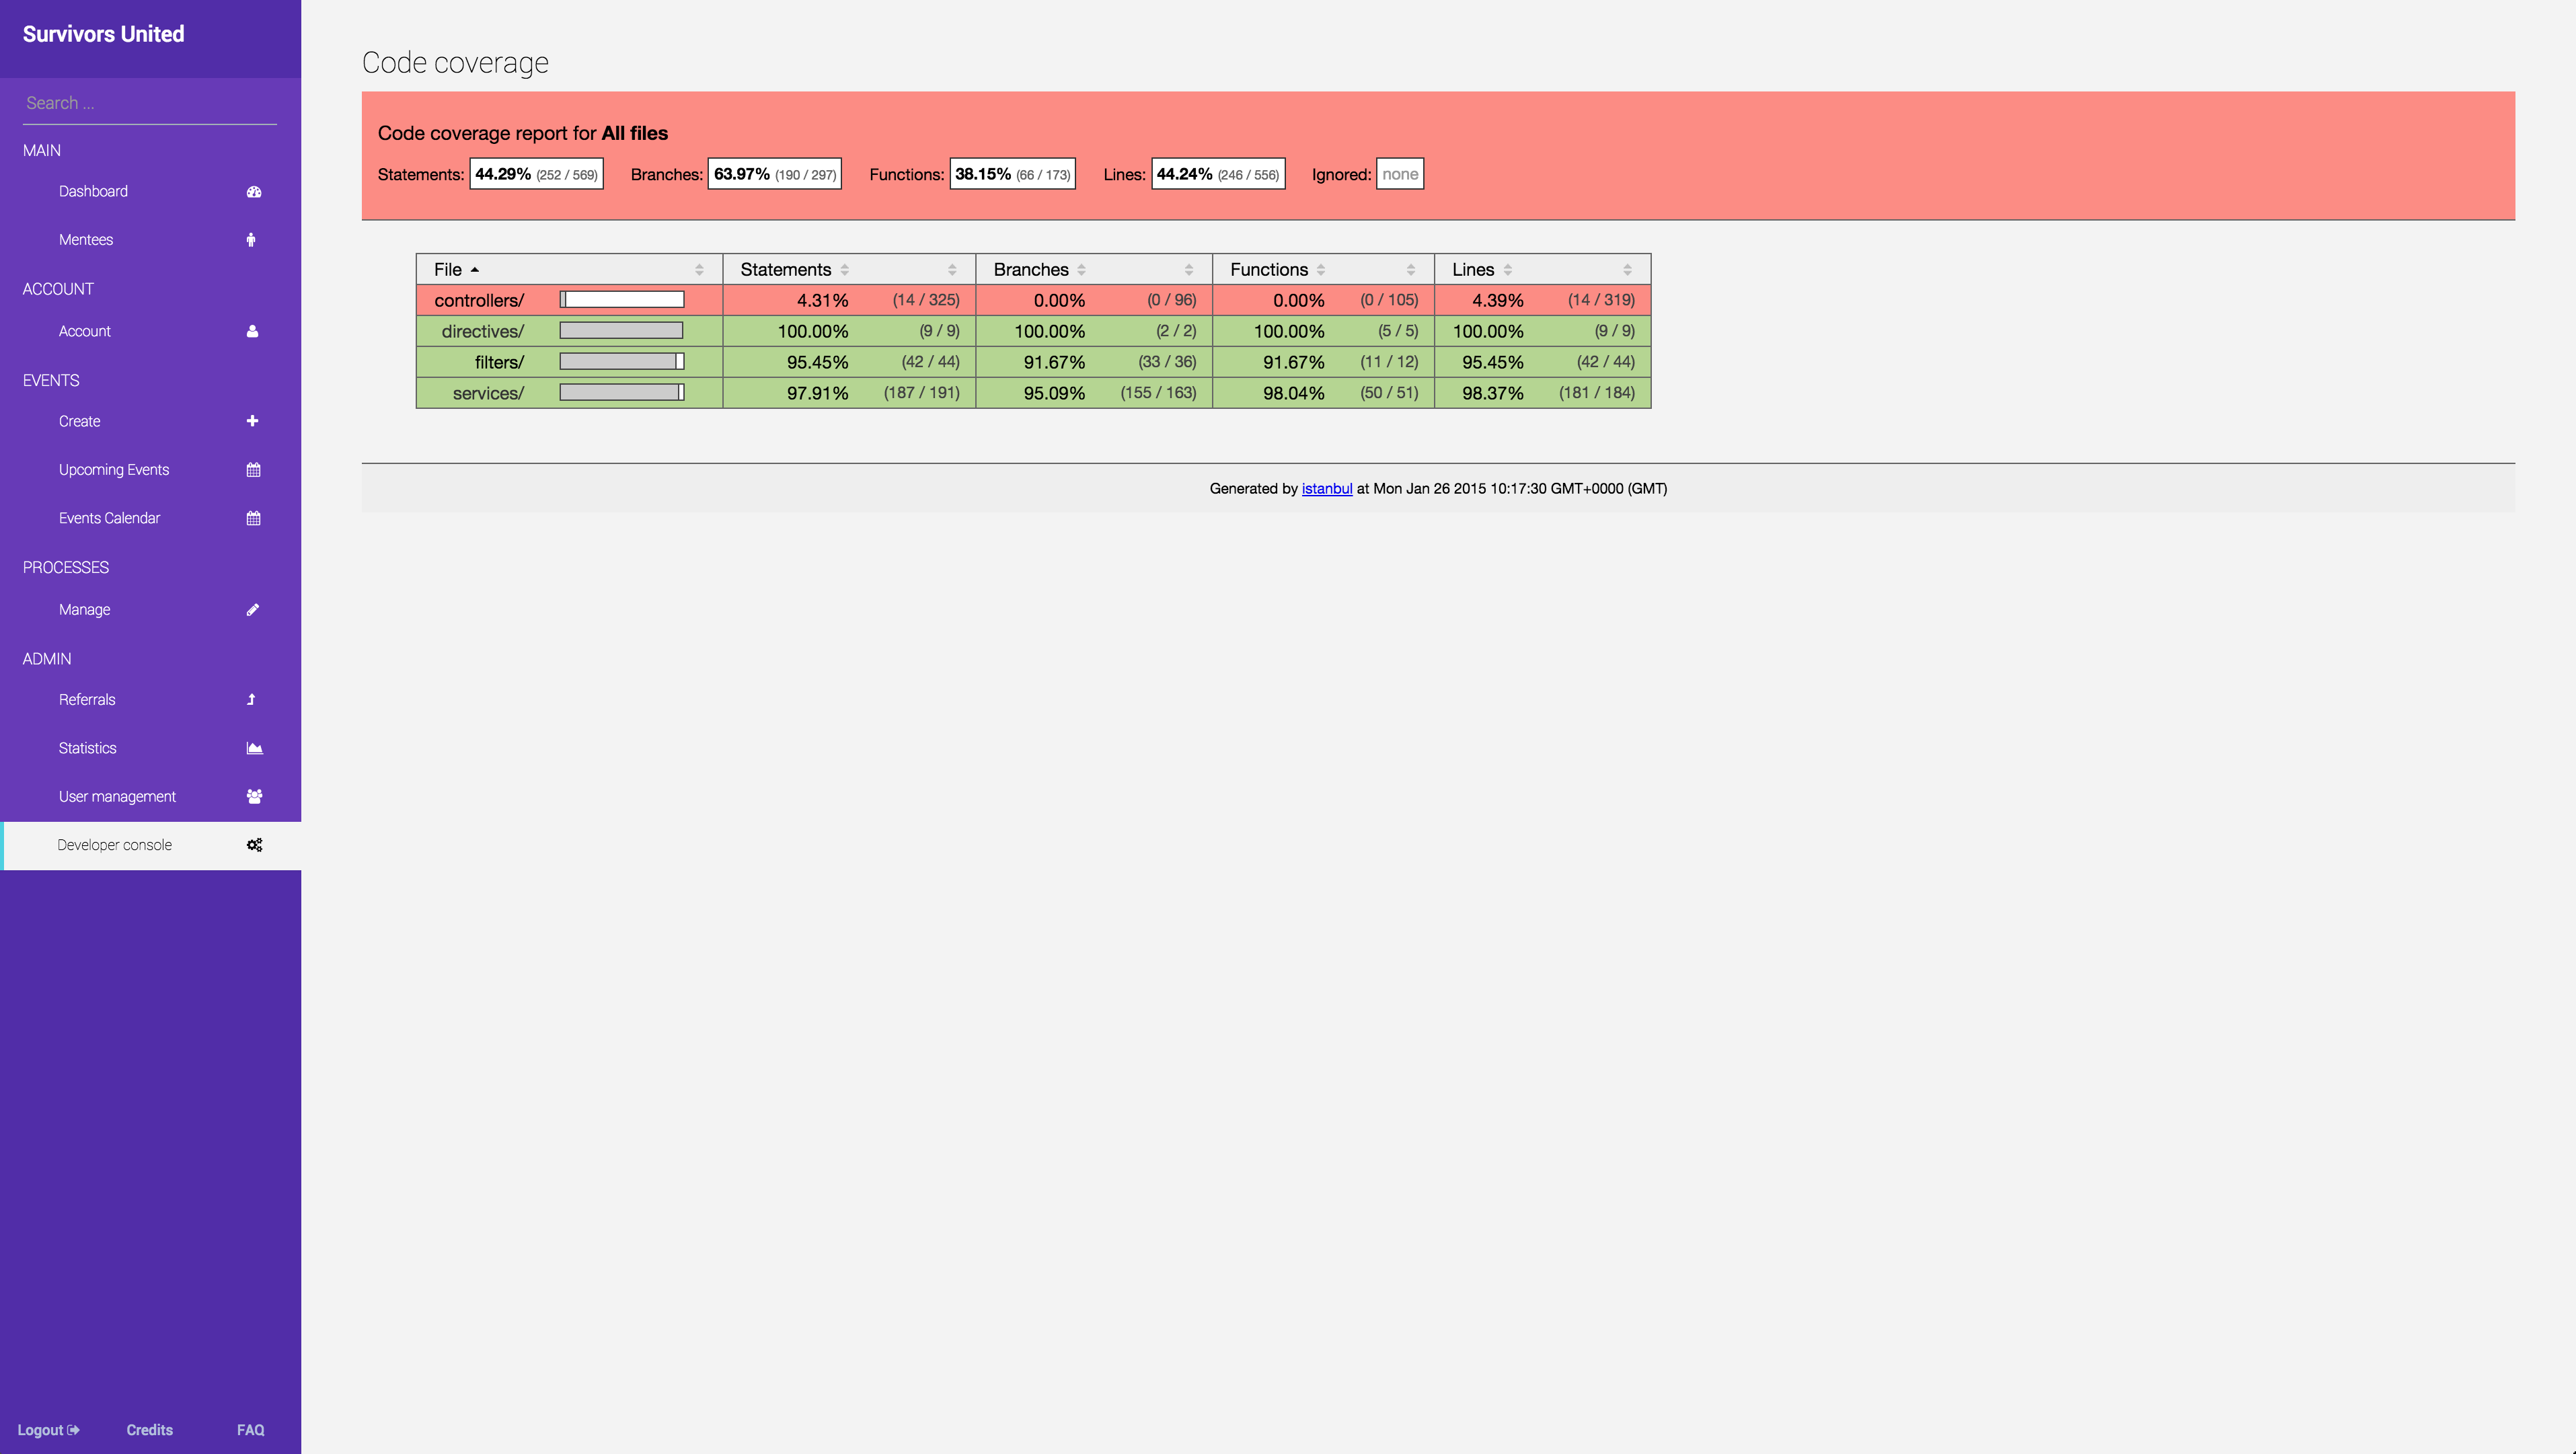 Survivors United
Search ...
MAIN
Dashboard
Mentees
ACCOUNT
Account
EVENTS
Create
Upcoming Events
Events Calendar
PROCESSES
Manage
ADMIN
Referrals
Statistics
User management
Developer console
Logout
Credits
FAQ
Code coverage
Code coverage report for All files
Statements: 44.29% (252 / 569) Branches: 63.97% (190 / 297) Functions: 38.15% (66 / 173) Lines: 44.24% (246 / 556) Ignored: none
File Statements Branches Functions Lines
controllers/ 4.31% (14 / 325) 0.00% (0 / 96) 0.00% (0 / 105) 4.39% (14 / 319)
directives/ 100.00% (9 / 9) 100.00% (2 / 2) 100.00% (5 / 5) 100.00% (9 / 9)
filters/ 95.45% (42 / 44) 91.67% (33 / 36) 91.67% (11 / 12) 95.45% (42 / 44)
services/ 97.91% (187 / 191) 95.09% (155 / 163) 98.04% (50 / 51) 98.37% (181 / 184)
Generated by istanbul at Mon Jan 26 2015 10:17:30 GMT+0000 (GMT)